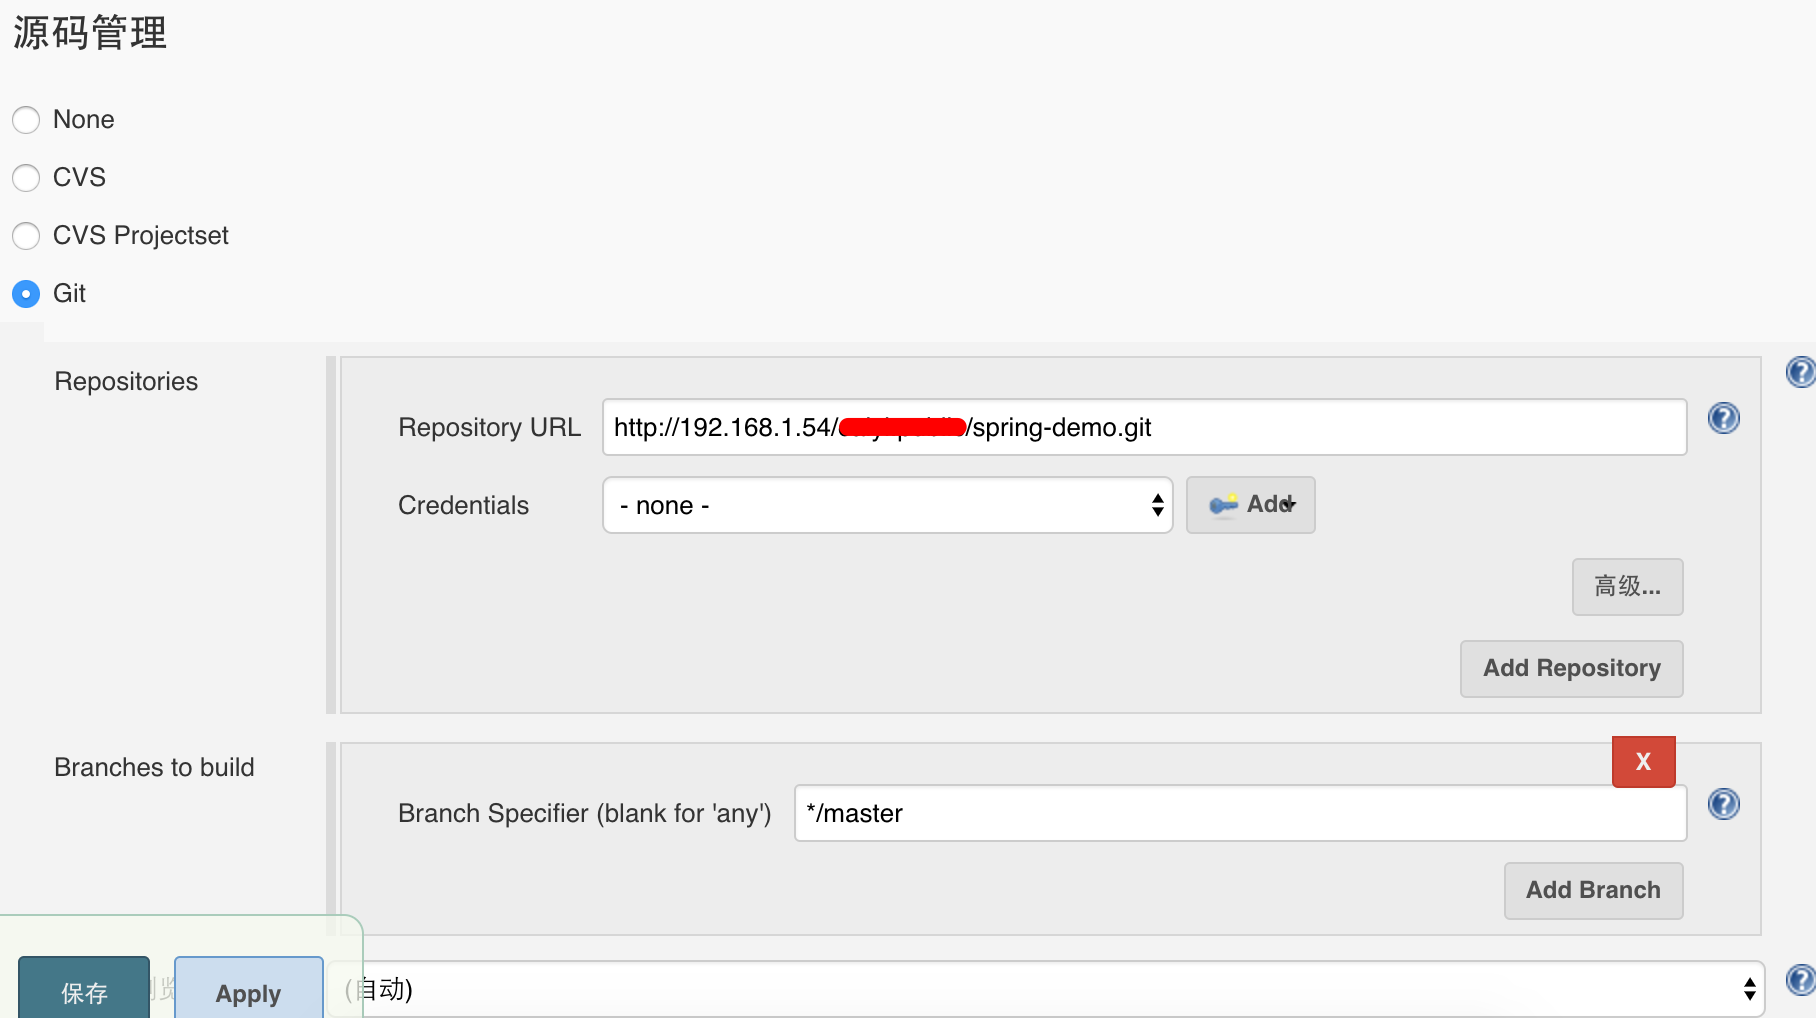 源码管理
None
CVS
CVS Projectset
Git
Repositories
Repository URL http://192.168.1.54/ /spring-demo.git
Credentials - none - Add
高级...
Add Repository
Branches to build
X
Branch Specifier (blank for 'any') */master
Add Branch
保存 Apply (自动)